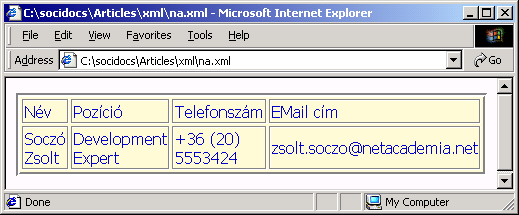 C:\socidocs\Articles\xml\na.xml - Microsoft Internet Explorer
File Edit View Favorites Tools Help
Address C:\socidocs\Articles\xml\na.xml Go
Név Pozíció Telefonszám EMail cím
Soczó Development +36 (20) zsolt.soczo@netacademia.net
Zsolt Expert 5553424
Done My Computer